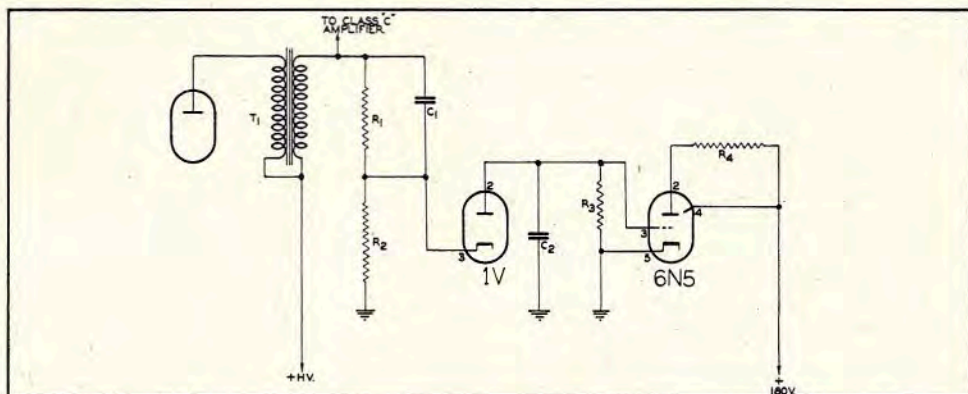 TO CLASS "C"
AMPLIFIER
T1
R1
C1
R2
2
3
1V
C2
R3
2
3
4
5
6N5
R4
+HV.
+
180V.